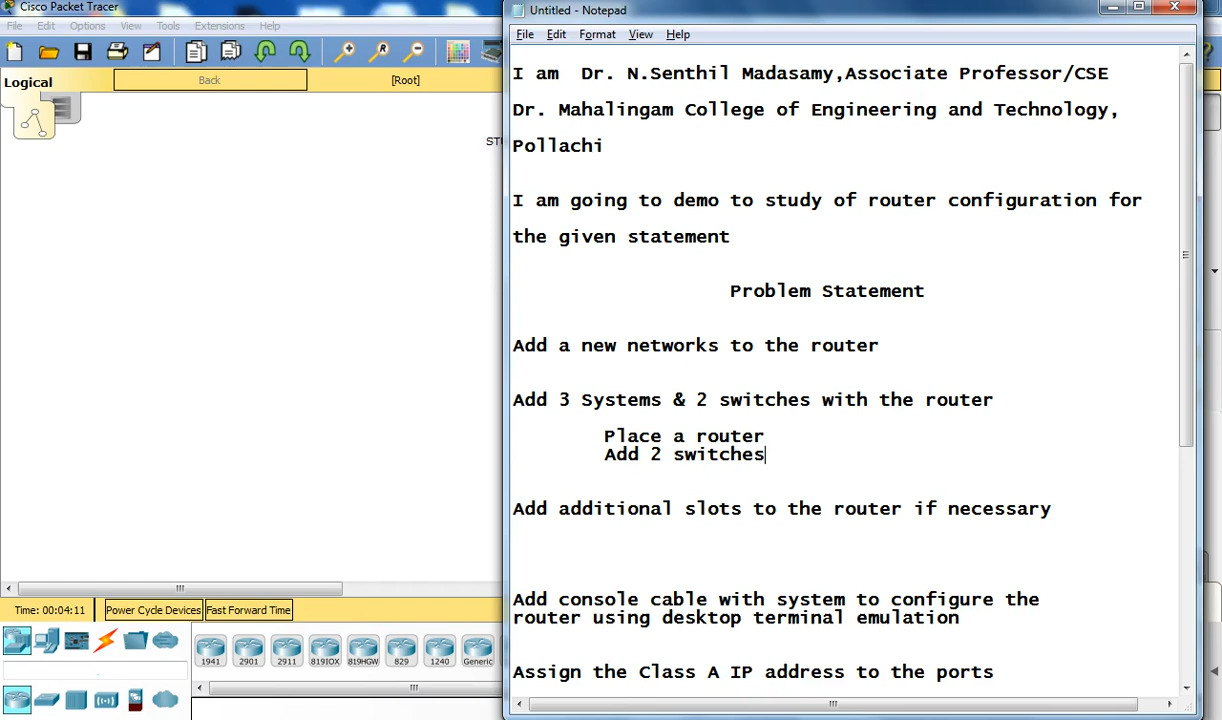 Cisco Packet Tracer
File Edit Options View Tools Extensions Help
Logical
Back
[Root]
Time: 00:04:11
Power Cycle Devices
Fast Forward Time
1941 2901 2911 819IOX 819HGW 829 1240 Generic
Untitled - Notepad
File Edit Format View Help
I am  Dr. N.Senthil Madasamy,Associate Professor/CSE
Dr. Mahalingam College of Engineering and Technology,
Pollachi
I am going to demo to study of router configuration for
the given statement
Problem Statement
Add a new networks to the router
Add 3 Systems & 2 switches with the router
Place a router
Add 2 switches
Add additional slots to the router if necessary
Add console cable with system to configure the
router using desktop terminal emulation
Assign the Class A IP address to the ports